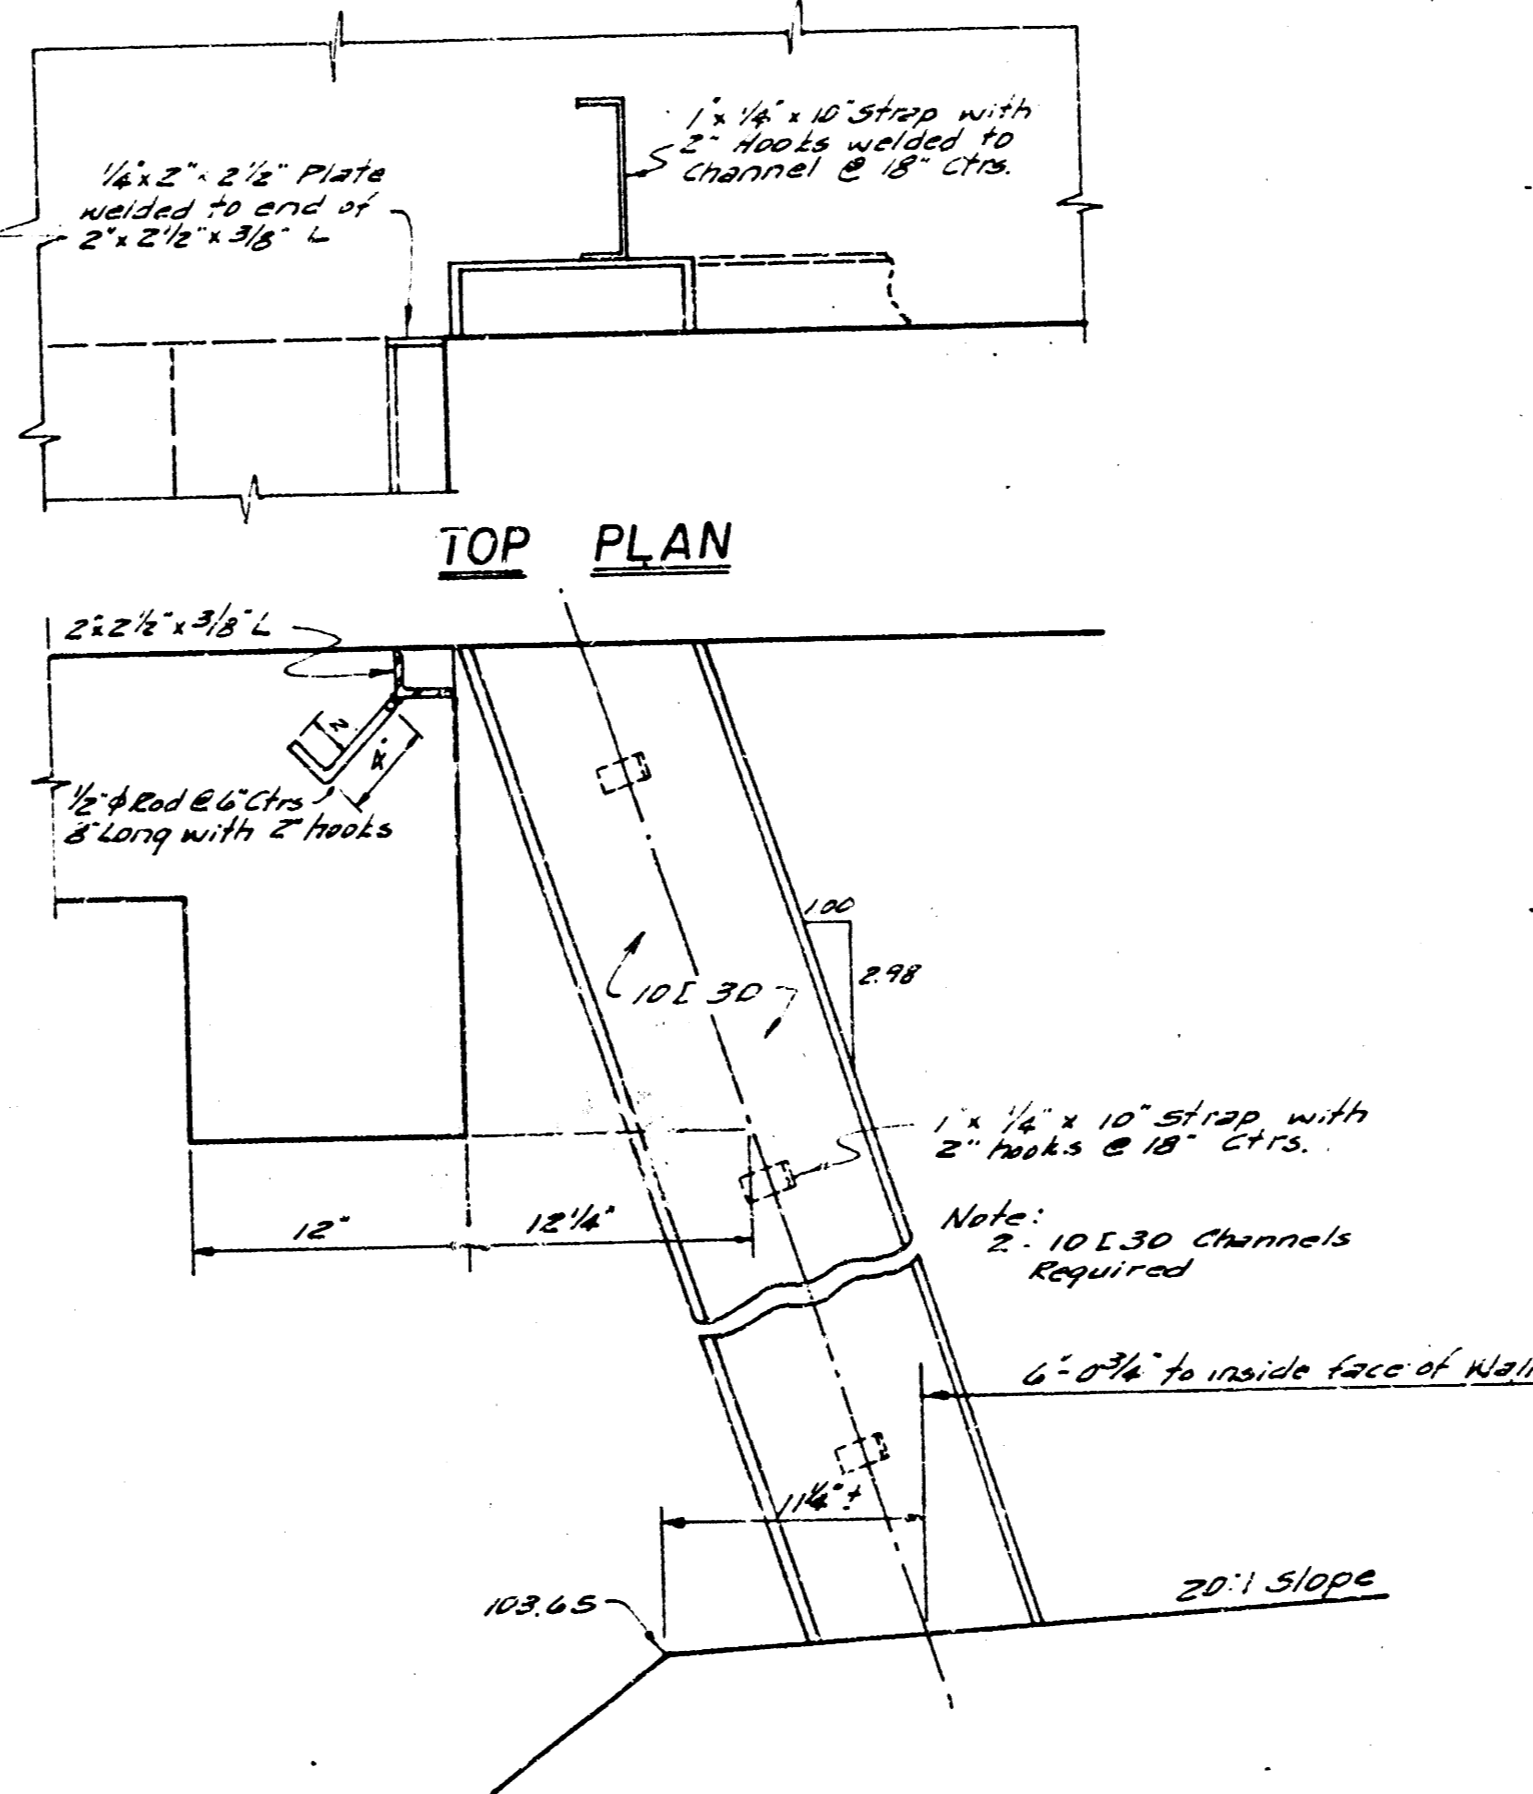 1" x 1/4" x 10" Strap with
2" Hooks welded to
Channel @ 18" Ctrs.
1/4" x 2" x 2 1/2" Plate
welded to end of
2" x 2 1/2" x 3/8" L
TOP PLAN
2" x 2 1/2" x 3/8" L
2"
4"
1/2" φ Rod @ 6" Ctrs
8" Long with 2" hooks
1.00
2.98
10 [ 30
1" x 1/4" x 10" strap with
2" hooks @ 18" Ctrs.
12"
12 1/4"
Note:
2 - 10 [ 30 Channels
Required
6'-0 3/4" to inside face of Wall
11 1/4" ±
103.65
20:1 Slope